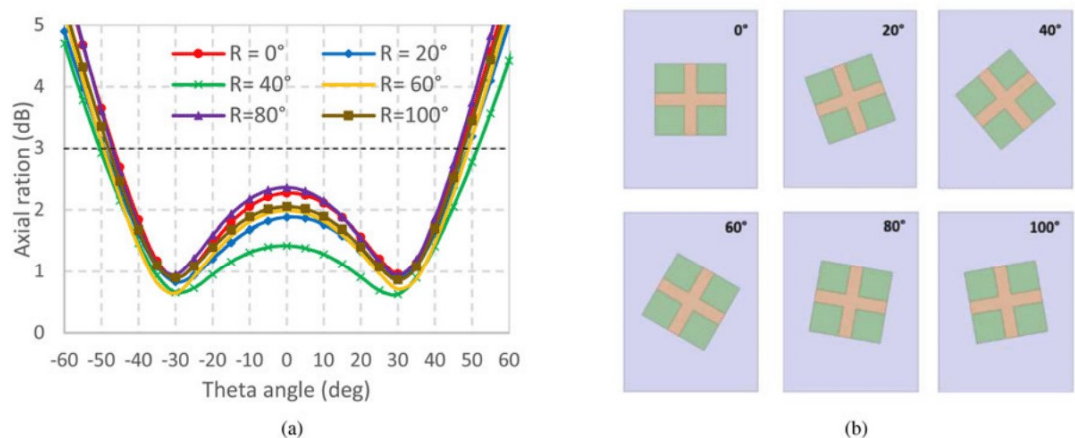 5
4
3
2
1
0
Axial ration (dB)
R = 0° R = 20°
R = 40° R = 60°
R=80° R=100°
-60 -50 -40 -30 -20 -10 0 10 20 30 40 50 60
Theta angle (deg)
(a)
0° 20° 40°
60° 80° 100°
(b)